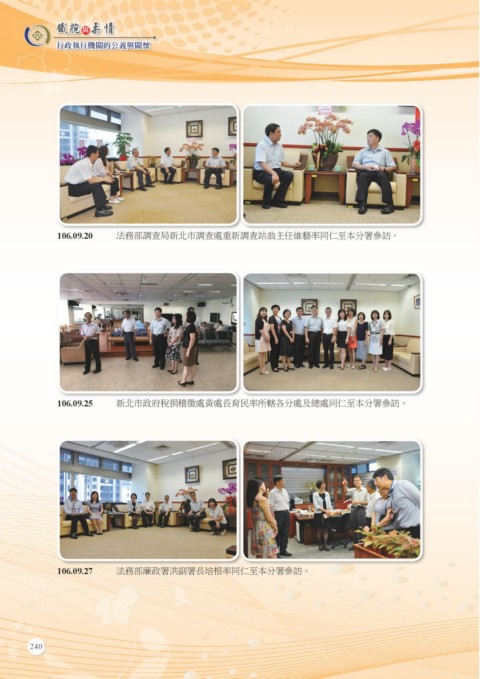 鐵腕與柔情
行政執行機關的公義與關懷
106.09.20 法務部調查局新北市調查處重新調查站翁主任維藝率同仁至本分署參訪。
106.09.25 新北市政府稅捐稽徵處黃處長育民率所轄各分處及總處同仁至本分署參訪。
106.09.27 法務部廉政署洪副署長培根率同仁至本分署參訪。
240